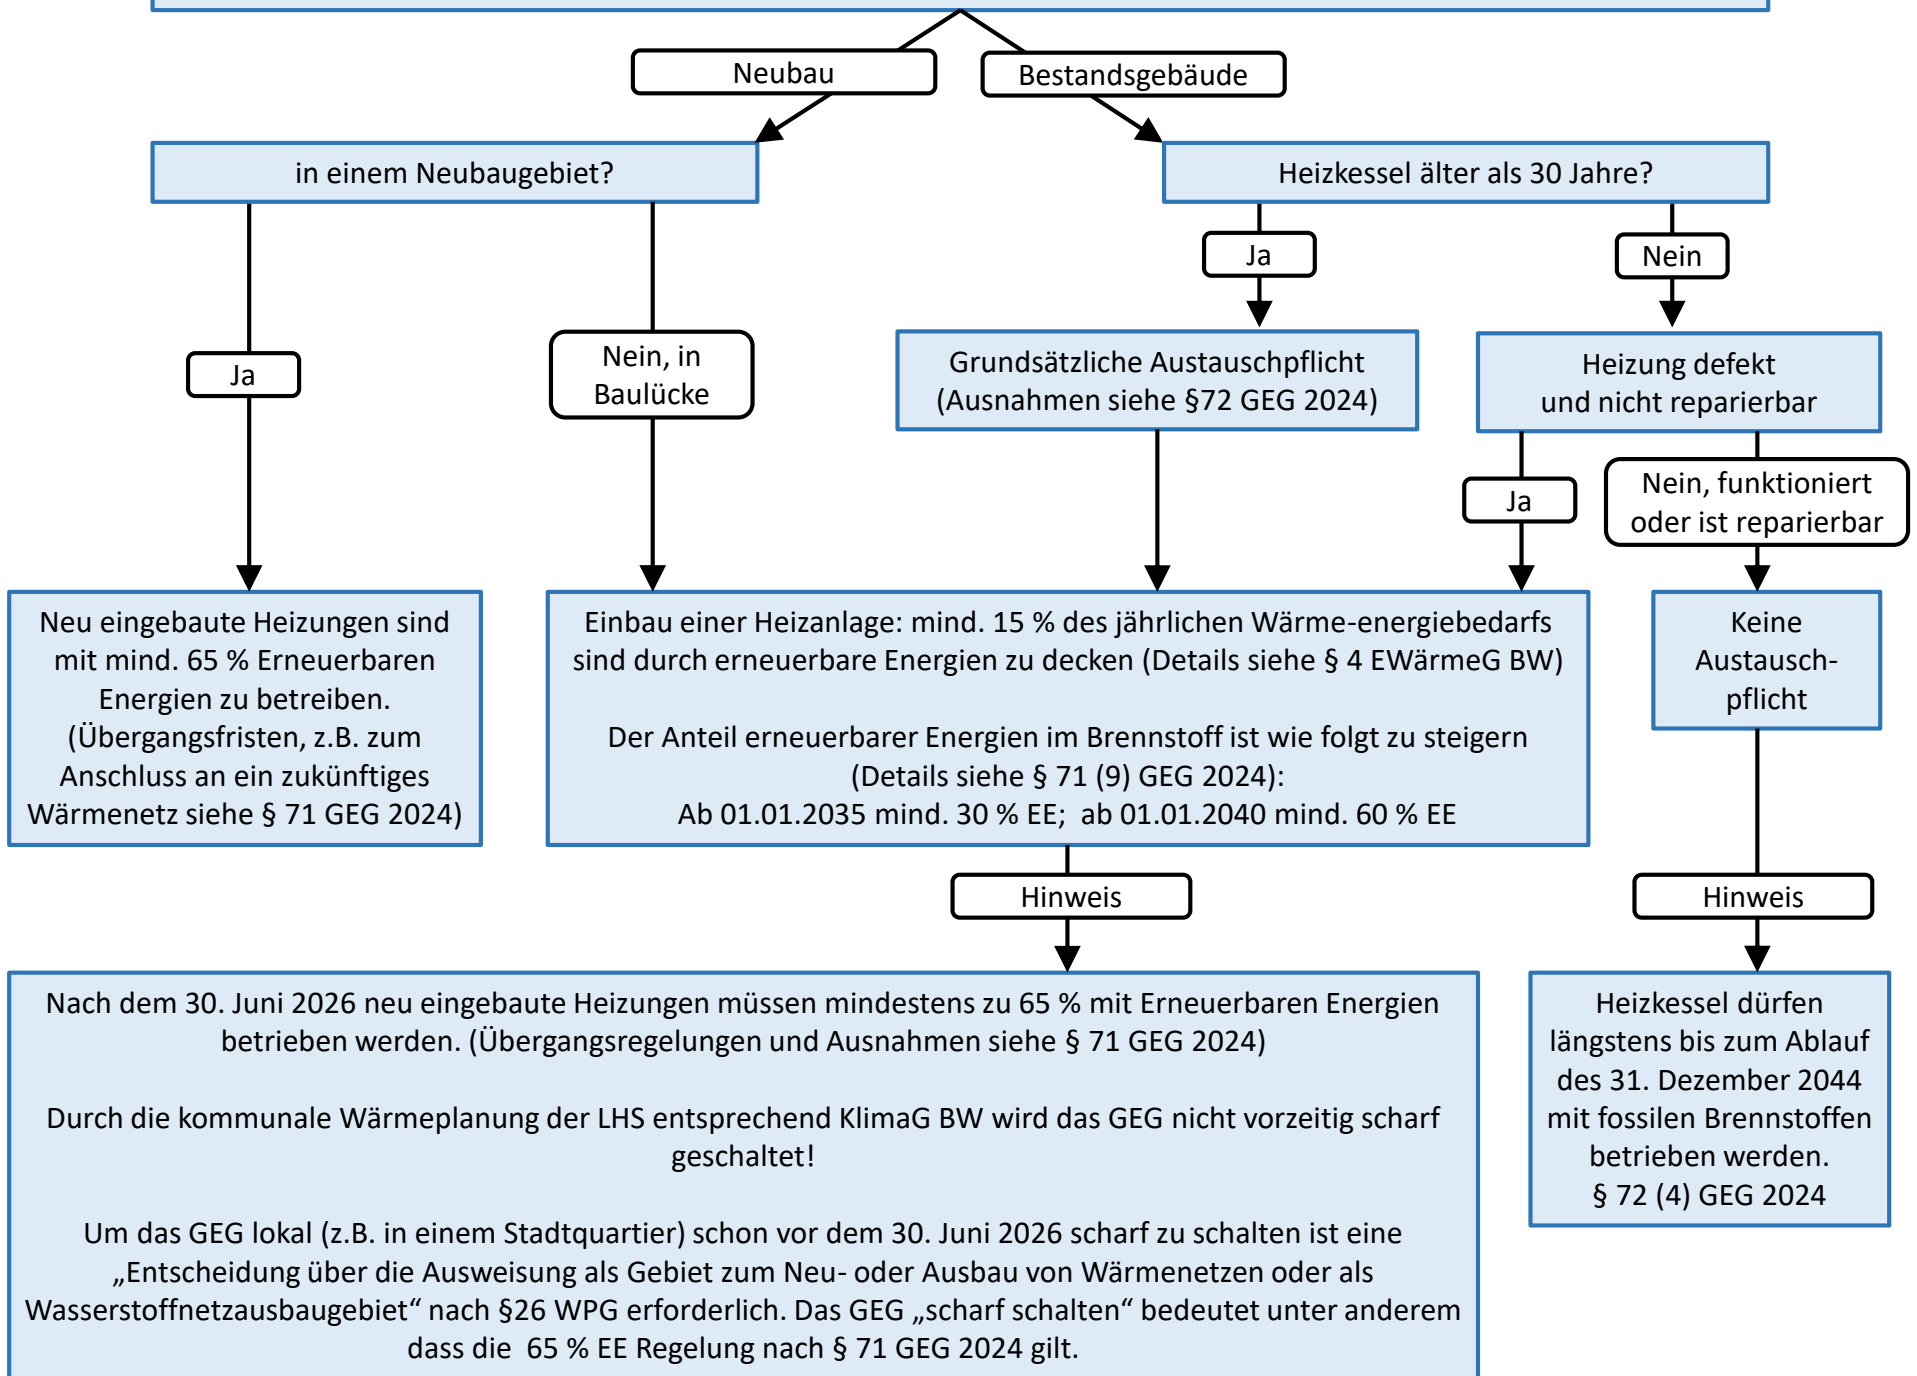 Neubau
Bestandsgebäude
in einem Neubaugebiet?
Heizkessel älter als 30 Jahre?
Ja
Nein
Ja
Nein, in
Baulücke
Grundsätzliche Austauschpflicht
(Ausnahmen siehe §72 GEG 2024)
Heizung defekt
und nicht reparierbar
Ja
Nein, funktioniert
oder ist reparierbar
Neu eingebaute Heizungen sind
mit mind. 65 % Erneuerbaren
Energien zu betreiben.
(Übergangsfristen, z.B. zum
Anschluss an ein zukünftiges
Wärmenetz siehe § 71 GEG 2024)
Einbau einer Heizanlage: mind. 15 % des jährlichen Wärme-energiebedarfs
sind durch erneuerbare Energien zu decken (Details siehe § 4 EWärmeG BW)
Der Anteil erneuerbarer Energien im Brennstoff ist wie folgt zu steigern
(Details siehe § 71 (9) GEG 2024):
Ab 01.01.2035 mind. 30 % EE; ab 01.01.2040 mind. 60 % EE
Keine
Austausch-
pflicht
Hinweis
Hinweis
Nach dem 30. Juni 2026 neu eingebaute Heizungen müssen mindestens zu 65 % mit Erneuerbaren Energien
betrieben werden. (Übergangsregelungen und Ausnahmen siehe § 71 GEG 2024)
Durch die kommunale Wärmeplanung der LHS entsprechend KlimaG BW wird das GEG nicht vorzeitig scharf
geschaltet!
Um das GEG lokal (z.B. in einem Stadtquartier) schon vor dem 30. Juni 2026 scharf zu schalten ist eine
„Entscheidung über die Ausweisung als Gebiet zum Neu- oder Ausbau von Wärmenetzen oder als
Wasserstoffnetzausbaugebiet“ nach §26 WPG erforderlich. Das GEG „scharf schalten“ bedeutet unter anderem
dass die 65 % EE Regelung nach § 71 GEG 2024 gilt.
Heizkessel dürfen
längstens bis zum Ablauf
des 31. Dezember 2044
mit fossilen Brennstoffen
betrieben werden.
§ 72 (4) GEG 2024